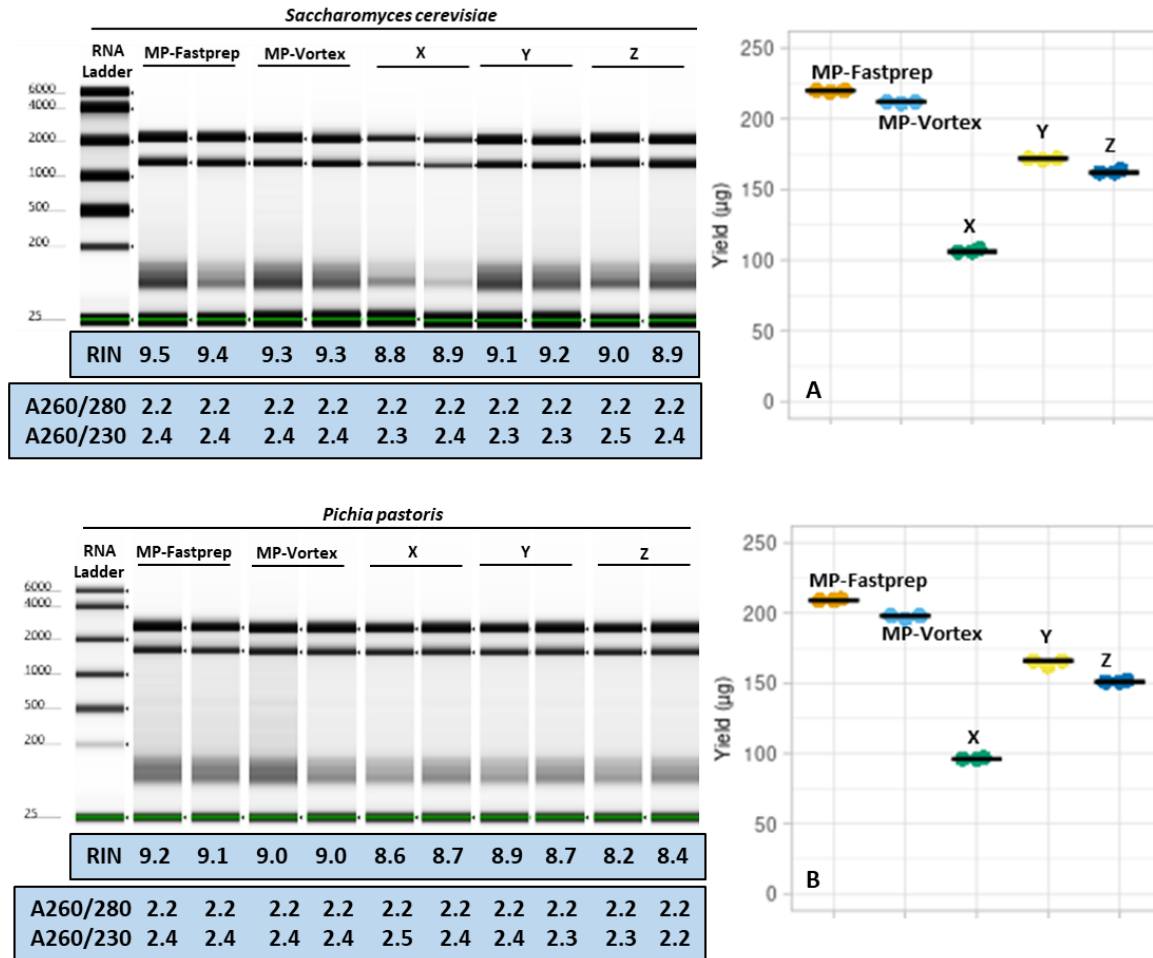 Saccharomyces cerevisiae
RNA Ladder MP-Fastprep MP-Vortex X Y Z
6000
4000
2000
1000
500
200
25
RIN 9.5 9.4 9.3 9.3 8.8 8.9 9.1 9.2 9.0 8.9
A260/280 2.2 2.2 2.2 2.2 2.2 2.2 2.2 2.2 2.2 2.2
A260/230 2.4 2.4 2.4 2.4 2.3 2.4 2.3 2.3 2.5 2.4
Yield (µg)
250
200
150
100
50
0
MP-Fastprep
MP-Vortex
X
Y
Z
A
Pichia pastoris
RNA Ladder MP-Fastprep MP-Vortex X Y Z
6000
4000
2000
1000
500
200
25
RIN 9.2 9.1 9.0 9.0 8.6 8.7 8.9 8.7 8.2 8.4
A260/280 2.2 2.2 2.2 2.2 2.2 2.2 2.2 2.2 2.2 2.2
A260/230 2.4 2.4 2.4 2.4 2.5 2.4 2.4 2.3 2.3 2.2
Yield (µg)
250
200
150
100
50
0
MP-Fastprep
MP-Vortex
X
Y
Z
B